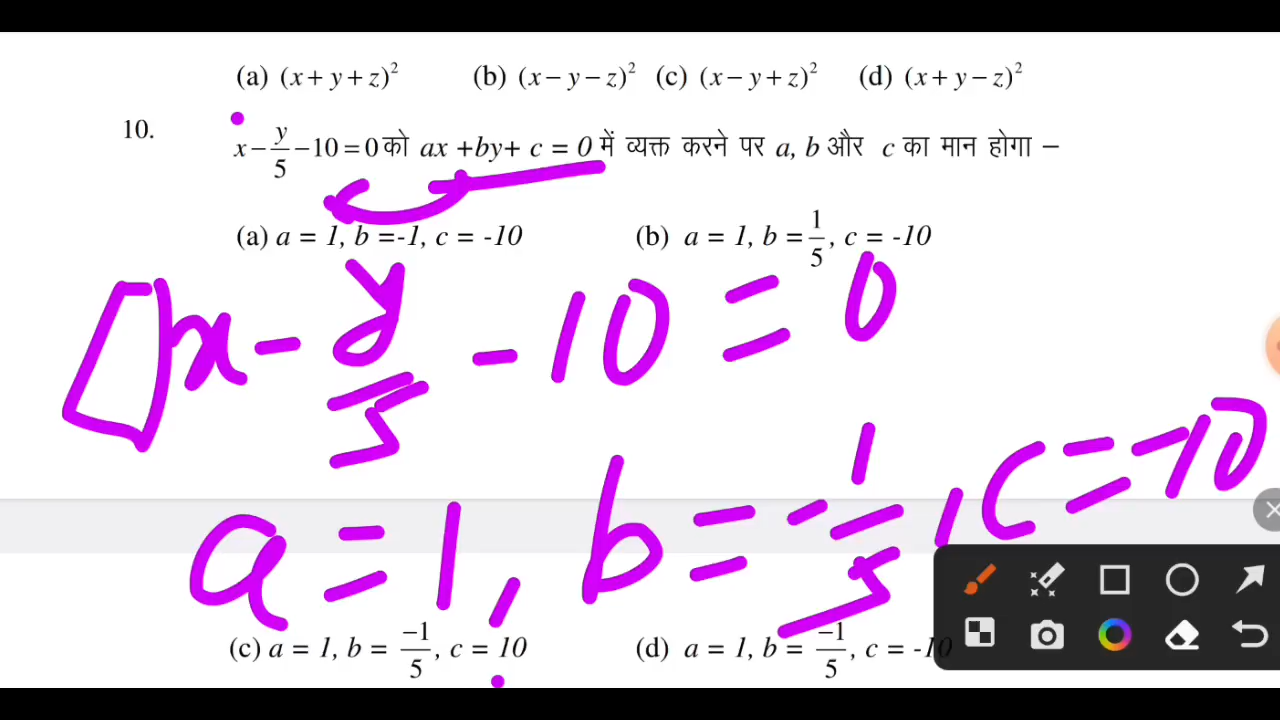 (a) (x + y + z)² (b) (x − y − z)² (c) (x − y + z)² (d) (x + y − z)²
10. x − y/5 − 10 = 0 को ax + by + c = 0 में व्यक्त करने पर a, b और c का मान होगा –
(a) a = 1, b = -1, c = -10 (b) a = 1, b = 1/5, c = -10
x − y/5 − 10 = 0
a = 1, b = − 1/5, c = −10
(c) a = 1, b = −1/5, c = 10 (d) a = 1, b = −1/5, c = -10